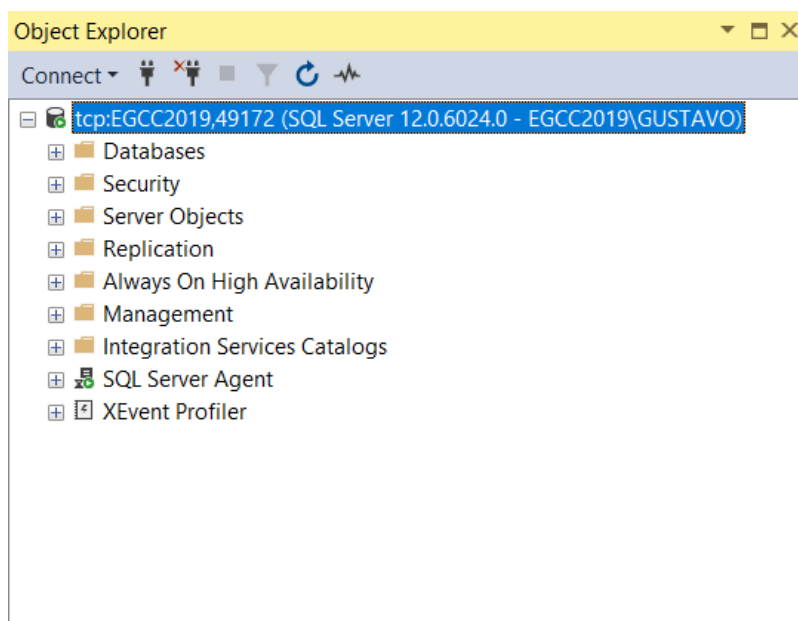 Object Explorer
Connect
tcp:EGCC2019,49172 (SQL Server 12.0.6024.0 - EGCC2019\GUSTAVO)
Databases
Security
Server Objects
Replication
Always On High Availability
Management
Integration Services Catalogs
SQL Server Agent
XEvent Profiler